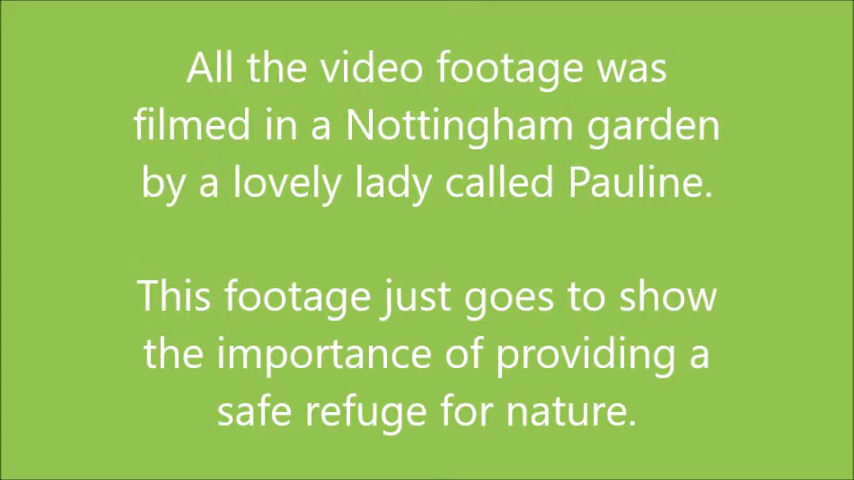 All the video footage was
filmed in a Nottingham garden
by a lovely lady called Pauline.
This footage just goes to show
the importance of providing a
safe refuge for nature.